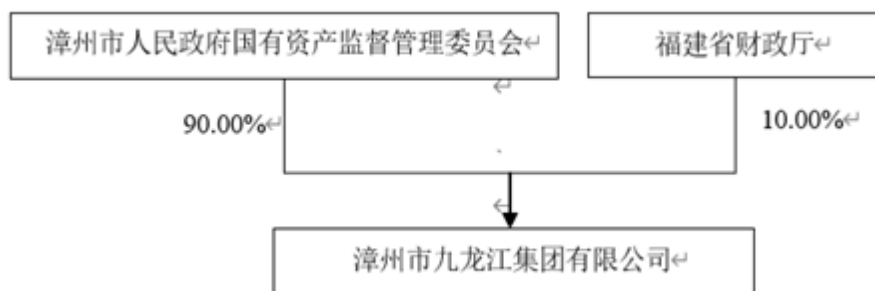 漳州市人民政府国有资产监督管理委员会↵
福建省财政厅↵
↵
90.00%↵
10.00%↵
↵
漳州市九龙江集团有限公司↵